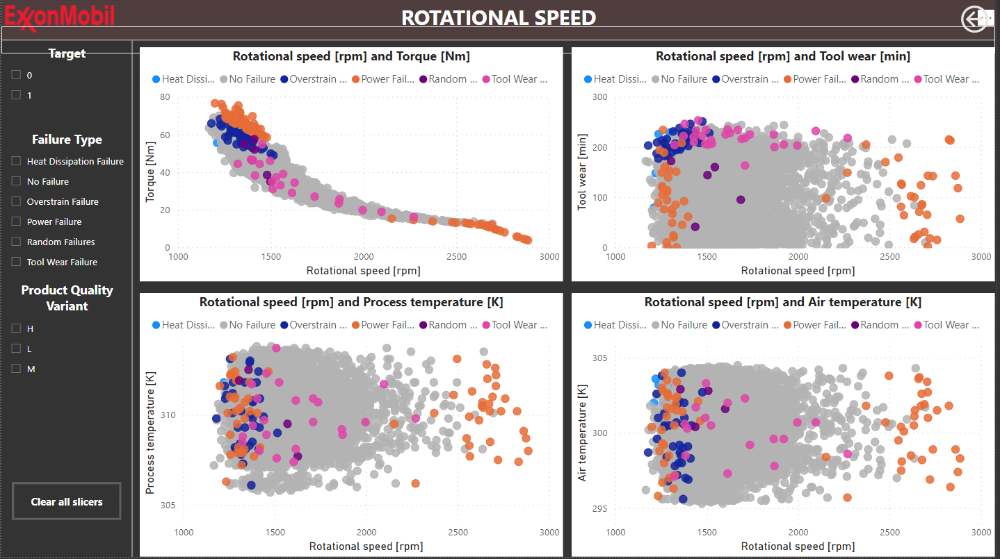 ExxonMobil
ROTATIONAL SPEED
Target
0
1
Failure Type
Heat Dissipation Failure
No Failure
Overstrain Failure
Power Failure
Random Failures
Tool Wear Failure
Product Quality
Variant
H
L
M
Clear all slicers
Rotational speed [rpm] and Torque [Nm]
Heat Dissi... No Failure Overstrain ... Power Fail... Random ... Tool Wear ...
Torque [Nm]
80
60
40
20
0
1000 1500 2000 2500 3000
Rotational speed [rpm]
Rotational speed [rpm] and Tool wear [min]
Heat Dissi... No Failure Overstrain ... Power Fail... Random ... Tool Wear ...
Tool wear [min]
300
200
100
0
1000 1500 2000 2500 3000
Rotational speed [rpm]
Rotational speed [rpm] and Process temperature [K]
Heat Dissi... No Failure Overstrain ... Power Fail... Random ... Tool Wear ...
Process temperature [K]
310
305
1000 1500 2000 2500 3000
Rotational speed [rpm]
Rotational speed [rpm] and Air temperature [K]
Heat Dissi... No Failure Overstrain ... Power Fail... Random ... Tool Wear ...
Air temperature [K]
305
300
295
1000 1500 2000 2500 3000
Rotational speed [rpm]